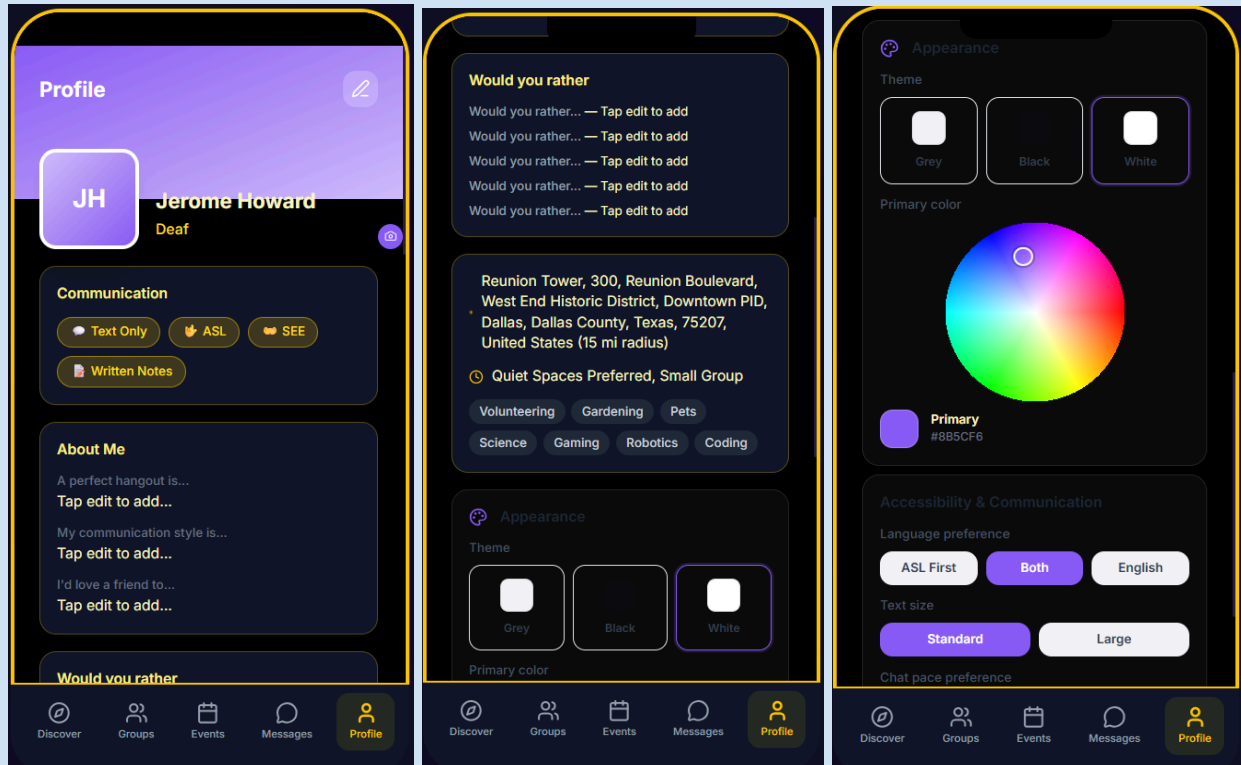 Profile
JH
Jerome Howard
Deaf
Communication
Text Only
ASL
SEE
Written Notes
About Me
A perfect hangout is...
Tap edit to add...
My communication style is...
Tap edit to add...
I'd love a friend to...
Tap edit to add...
Would you rather
Discover
Groups
Events
Messages
Profile
Would you rather
Would you rather... — Tap edit to add
Would you rather... — Tap edit to add
Would you rather... — Tap edit to add
Would you rather... — Tap edit to add
Would you rather... — Tap edit to add
Reunion Tower, 300, Reunion Boulevard,
West End Historic District, Downtown PID,
Dallas, Dallas County, Texas, 75207,
United States (15 mi radius)
Quiet Spaces Preferred, Small Group
Volunteering
Gardening
Pets
Science
Gaming
Robotics
Coding
Appearance
Theme
Grey
Black
White
Primary color
Discover
Groups
Events
Messages
Profile
Appearance
Theme
Grey
Black
White
Primary color
Primary
#8B5CF6
Accessibility & Communication
Language preference
ASL First
Both
English
Text size
Standard
Large
Chat pace preference
Discover
Groups
Events
Messages
Profile